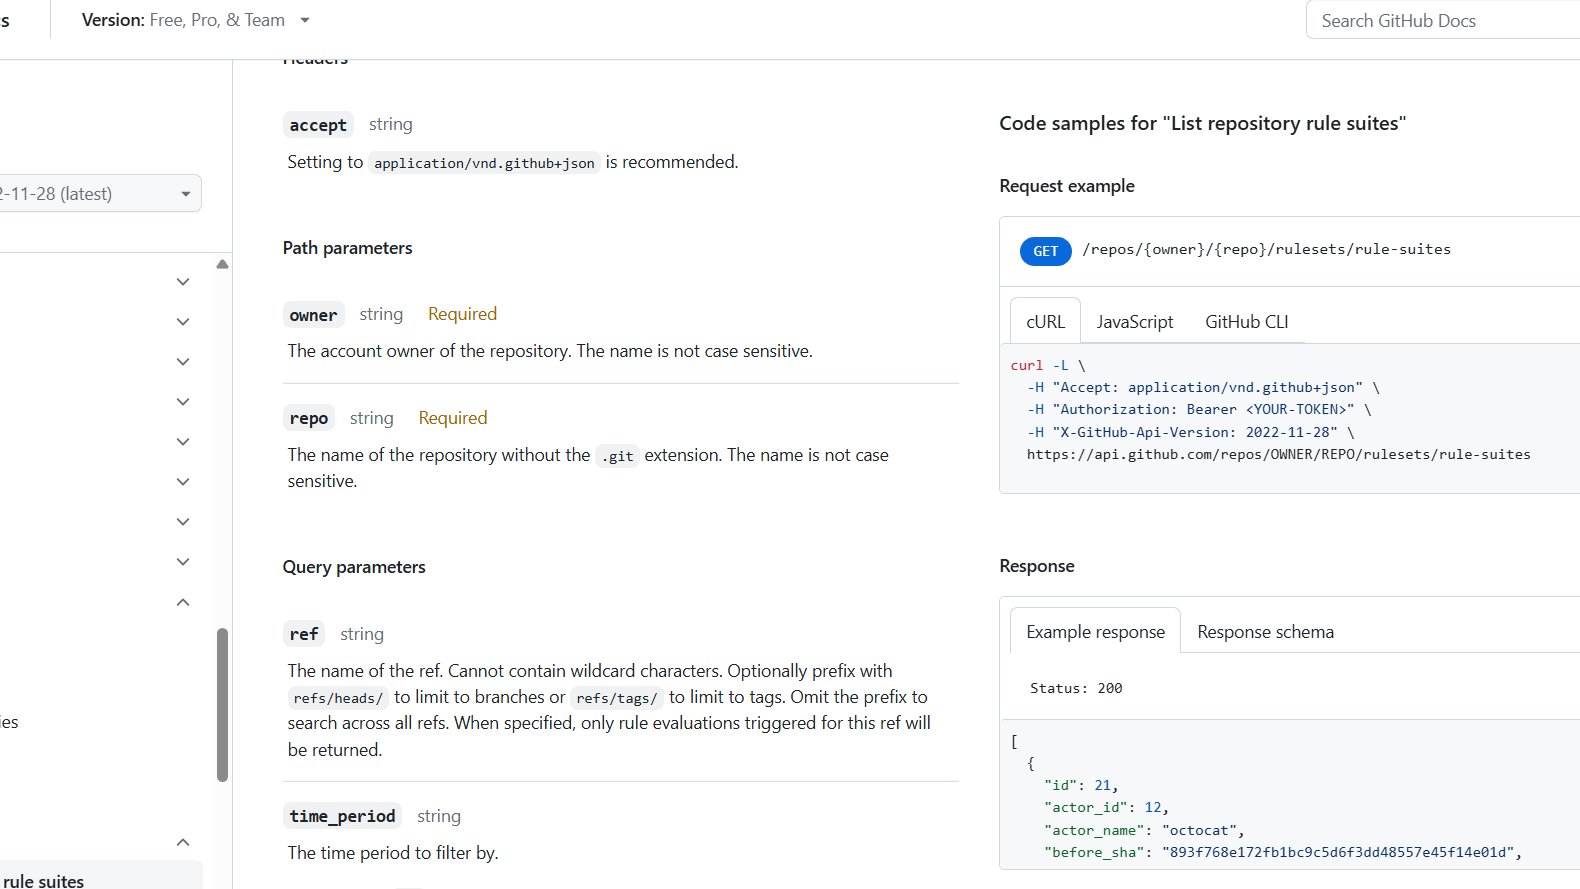 s
Version: Free, Pro, & Team
Search GitHub Docs
2-11-28 (latest)
ies
rule suites
Headers
accept string
Setting to application/vnd.github+json is recommended.
Path parameters
owner string Required
The account owner of the repository. The name is not case sensitive.
repo string Required
The name of the repository without the .git extension. The name is not case
sensitive.
Query parameters
ref string
The name of the ref. Cannot contain wildcard characters. Optionally prefix with
refs/heads/ to limit to branches or refs/tags/ to limit to tags. Omit the prefix to
search across all refs. When specified, only rule evaluations triggered for this ref will
be returned.
time_period string
The time period to filter by.
Code samples for "List repository rule suites"
Request example
GET /repos/{owner}/{repo}/rulesets/rule-suites
cURL JavaScript GitHub CLI
curl -L \
-H "Accept: application/vnd.github+json" \
-H "Authorization: Bearer <YOUR-TOKEN>" \
-H "X-GitHub-Api-Version: 2022-11-28" \
https://api.github.com/repos/OWNER/REPO/rulesets/rule-suites
Response
Example response Response schema
Status: 200
[
{
"id": 21,
"actor_id": 12,
"actor_name": "octocat",
"before_sha": "893f768e172fb1bc9c5d6f3dd48557e45f14e01d",